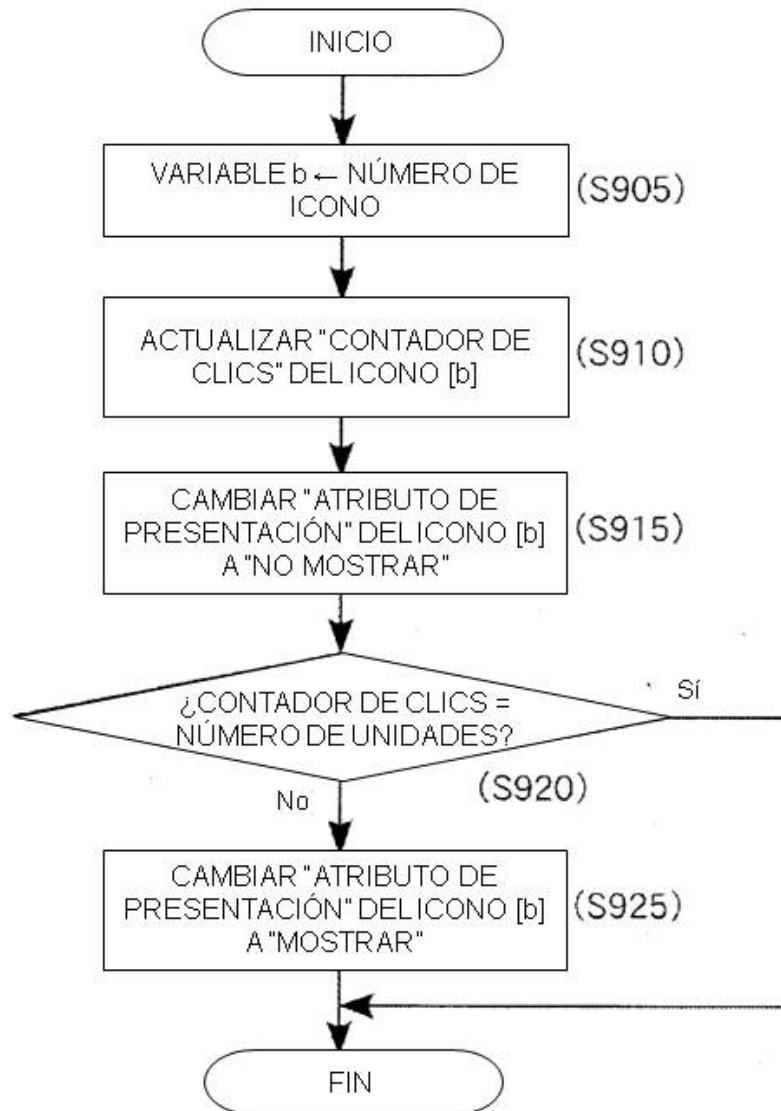 INICIO
VARIABLE b ← NÚMERO DE
ICONO
(S905)
ACTUALIZAR "CONTADOR DE
CLICS" DEL ICONO [b]
(S910)
CAMBIAR "ATRIBUTO DE
PRESENTACIÓN" DEL ICONO [b]
A "NO MOSTRAR"
(S915)
¿CONTADOR DE CLICS =
NÚMERO DE UNIDADES?
Sí
(S920)
No
CAMBIAR "ATRIBUTO DE
PRESENTACIÓN" DEL ICONO [b]
A "MOSTRAR"
(S925)
FIN